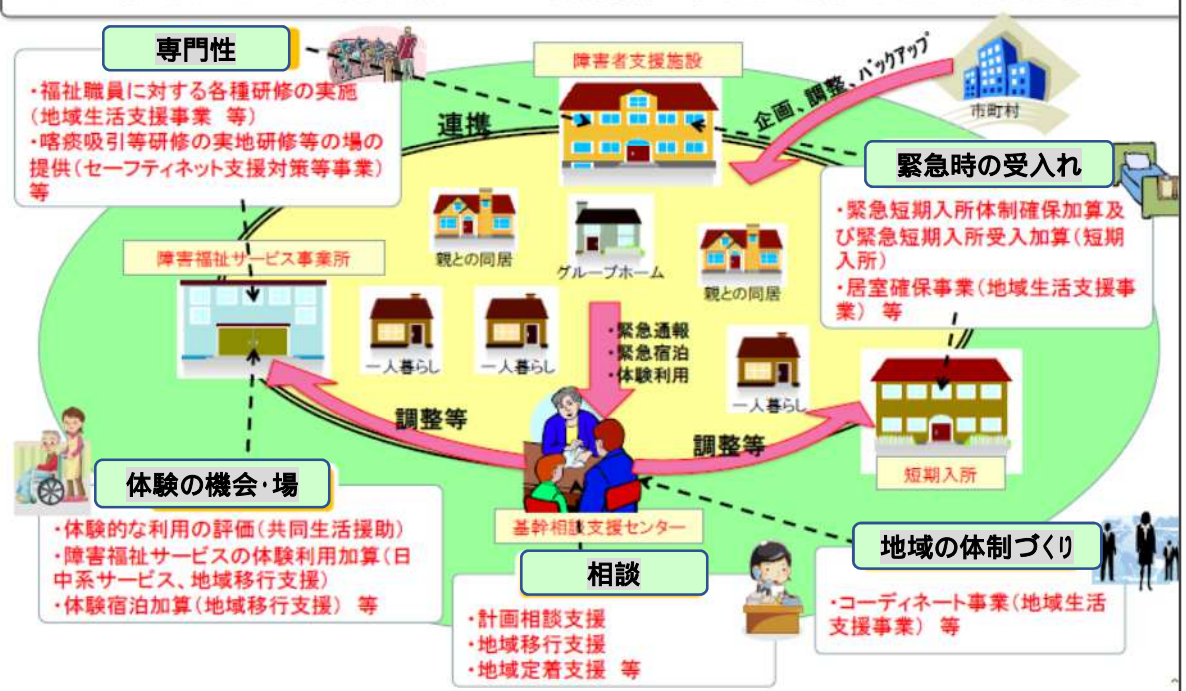 専門性
・福祉職員に対する各種研修の実施
(地域生活支援事業 等)
・喀痰吸引等研修の実地研修等の場の
提供(セーフティネット支援対策等事業)
等
障害者支援施設
連携
企画、調整、バックアップ
市町村
緊急時の受入れ
・緊急短期入所体制確保加算及
び緊急短期入所受入加算(短期
入所)
・居室確保事業(地域生活支援事
業) 等
障害福祉サービス事業所
親との同居
グループホーム
親との同居
一人暮らし
一人暮らし
・緊急通報
・緊急宿泊
・体験利用
一人暮らし
調整等
調整等
短期入所
体験の機会・場
・体験的な利用の評価(共同生活援助)
・障害福祉サービスの体験利用加算(日
中系サービス、地域移行支援)
・体験宿泊加算(地域移行支援) 等
基幹相談支援センター
相談
・計画相談支援
・地域移行支援
・地域定着支援 等
地域の体制づくり
・コーディネート事業(地域生活
支援事業) 等